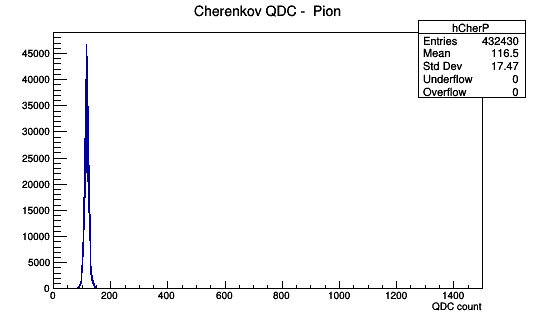 Cherenkov QDC - Pion
hCherP
Entries 432430
Mean 116.5
Std Dev 17.47
Underflow 0
Overflow 0
45000
40000
35000
30000
25000
20000
15000
10000
5000
0
0 200 400 600 800 1000 1200 1400
QDC count